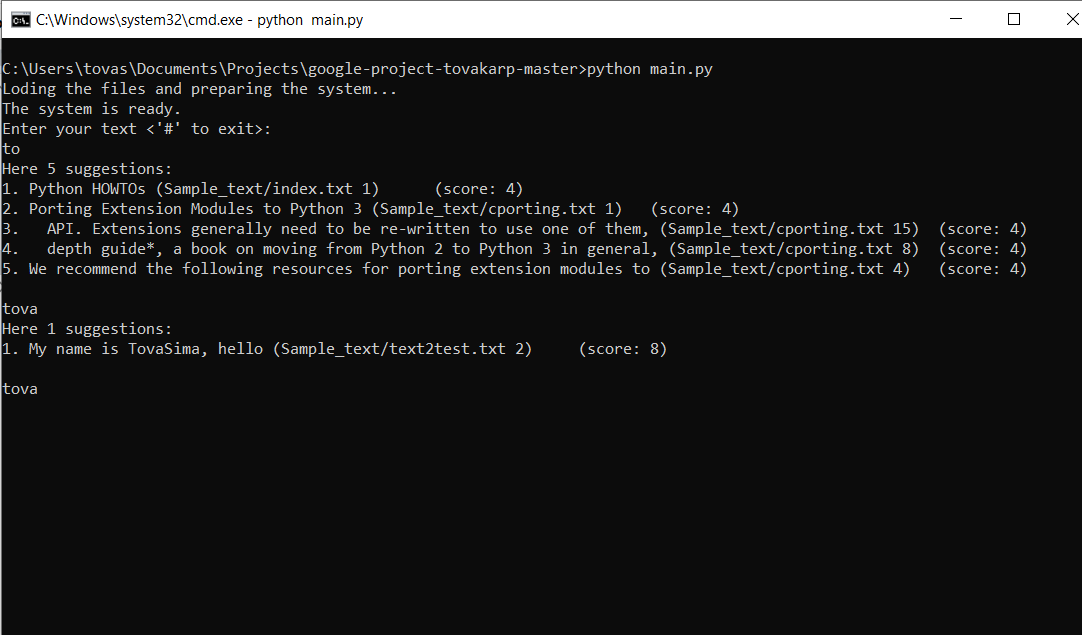 C:\Windows\system32\cmd.exe - python  main.py
C:\Users\tovas\Documents\Projects\google-project-tovakarp-master>python main.py
Loding the files and preparing the system...
The system is ready.
Enter your text <'#' to exit>:
to
Here 5 suggestions:
1. Python HOWTOs (Sample_text/index.txt 1)      (score: 4)
2. Porting Extension Modules to Python 3 (Sample_text/cporting.txt 1)   (score: 4)
3.   API. Extensions generally need to be re-written to use one of them, (Sample_text/cporting.txt 15)  (score: 4)
4.   depth guide*, a book on moving from Python 2 to Python 3 in general, (Sample_text/cporting.txt 8)  (score: 4)
5. We recommend the following resources for porting extension modules to (Sample_text/cporting.txt 4)   (score: 4)
tova
Here 1 suggestions:
1. My name is TovaSima, hello (Sample_text/text2test.txt 2)     (score: 8)
tova